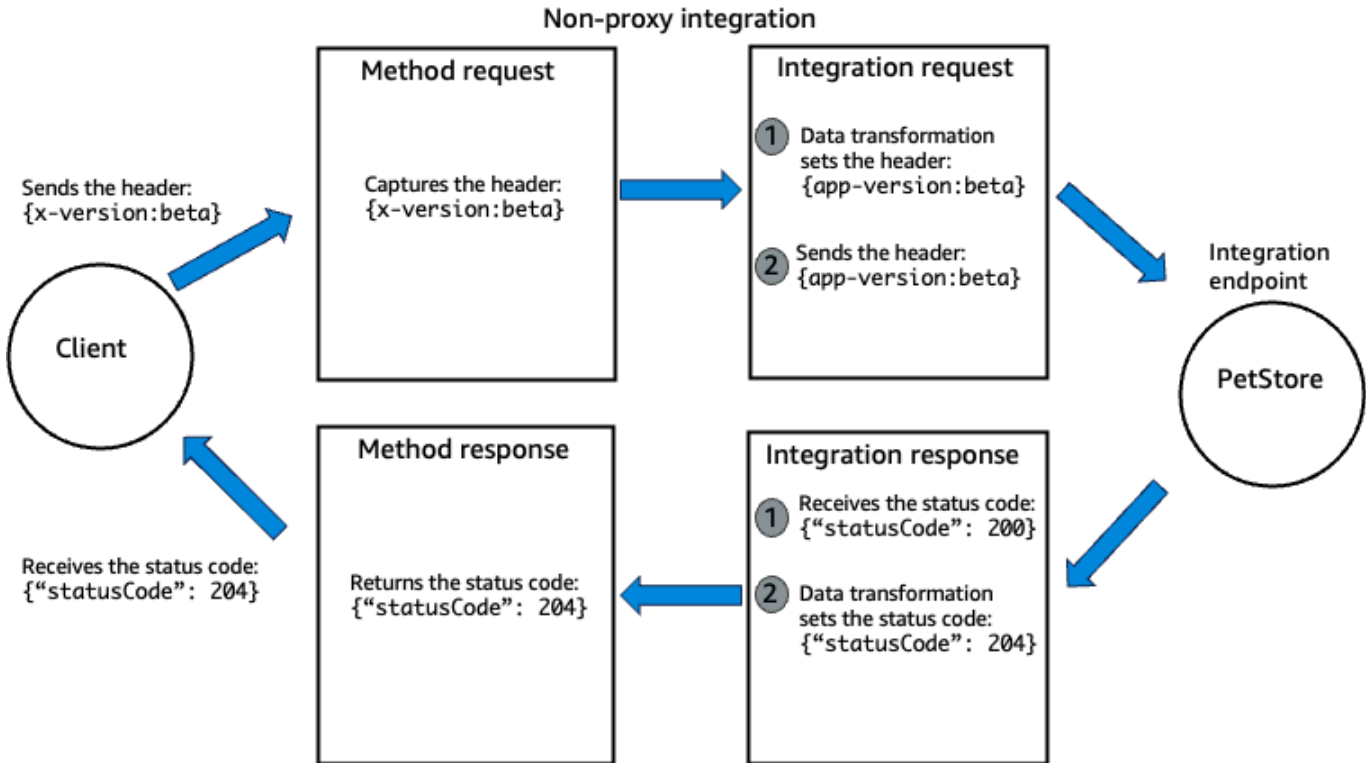 Non-proxy integration
Method request
Captures the header:
{x-version:beta}
Integration request
1 Data transformation
sets the header:
{app-version:beta}
2 Sends the header:
{app-version:beta}
Sends the header:
{x-version:beta}
Client
Integration
endpoint
PetStore
Integration response
1 Receives the status code:
{“statusCode”: 200}
2 Data transformation
sets the status code:
{“statusCode”: 204}
Method response
Returns the status code:
{“statusCode”: 204}
Receives the status code:
{“statusCode”: 204}